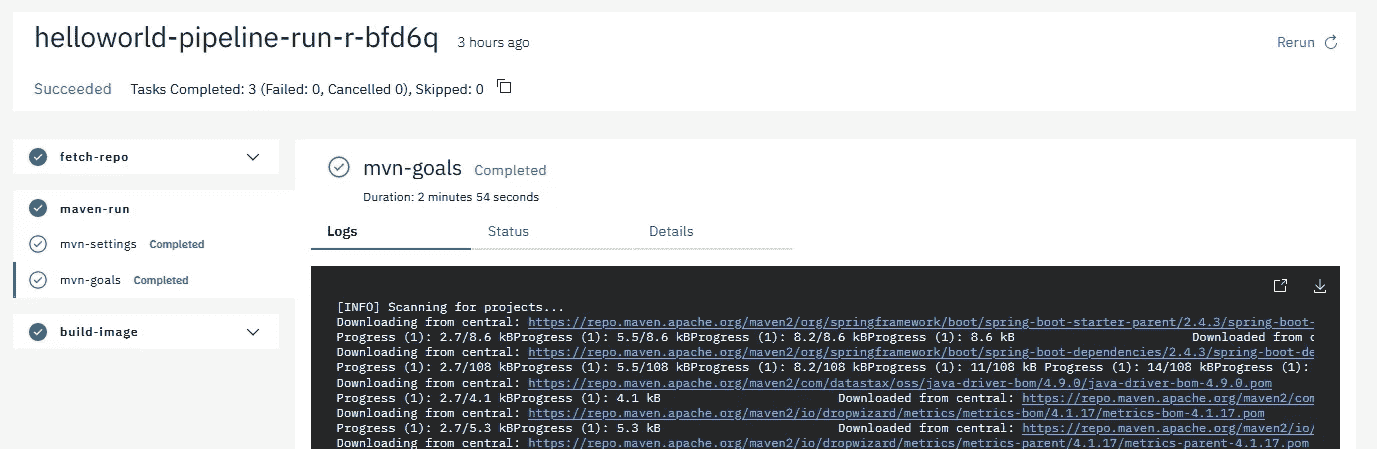 helloworld-pipeline-run-r-bfd6q 3 hours ago
Rerun
Succeeded Tasks Completed: 3 (Failed: 0, Cancelled 0), Skipped: 0
fetch-repo
maven-run
mvn-settings Completed
mvn-goals Completed
build-image
mvn-goals Completed
Duration: 2 minutes 54 seconds
Logs Status Details
[INFO] Scanning for projects...
Downloading from central: https://repo.maven.apache.org/maven2/org/springframework/boot/spring-boot-starter-parent/2.4.3/spring-boot-
Progress (1): 2.7/8.6 kBProgress (1): 5.5/8.6 kBProgress (1): 8.2/8.6 kBProgress (1): 8.6 kB Downloaded from c
Downloading from central: https://repo.maven.apache.org/maven2/org/springframework/boot/spring-boot-dependencies/2.4.3/spring-boot-de
Progress (1): 2.7/108 kBProgress (1): 5.5/108 kBProgress (1): 8.2/108 kBProgress (1): 11/108 kB Progress (1): 14/108 kBProgress (1):
Downloading from central: https://repo.maven.apache.org/maven2/com/datastax/oss/java-driver-bom/4.9.0/java-driver-bom-4.9.0.pom
Progress (1): 2.7/4.1 kBProgress (1): 4.1 kB Downloaded from central: https://repo.maven.apache.org/maven2/com
Downloading from central: https://repo.maven.apache.org/maven2/io/dropwizard/metrics/metrics-bom/4.1.17/metrics-bom-4.1.17.pom
Progress (1): 2.7/5.3 kBProgress (1): 5.3 kB Downloaded from central: https://repo.maven.apache.org/maven2/io/
Downloading from central: https://repo.maven.apache.org/maven2/io/dropwizard/metrics/metrics-parent/4.1.17/metrics-parent-4.1.17.pom